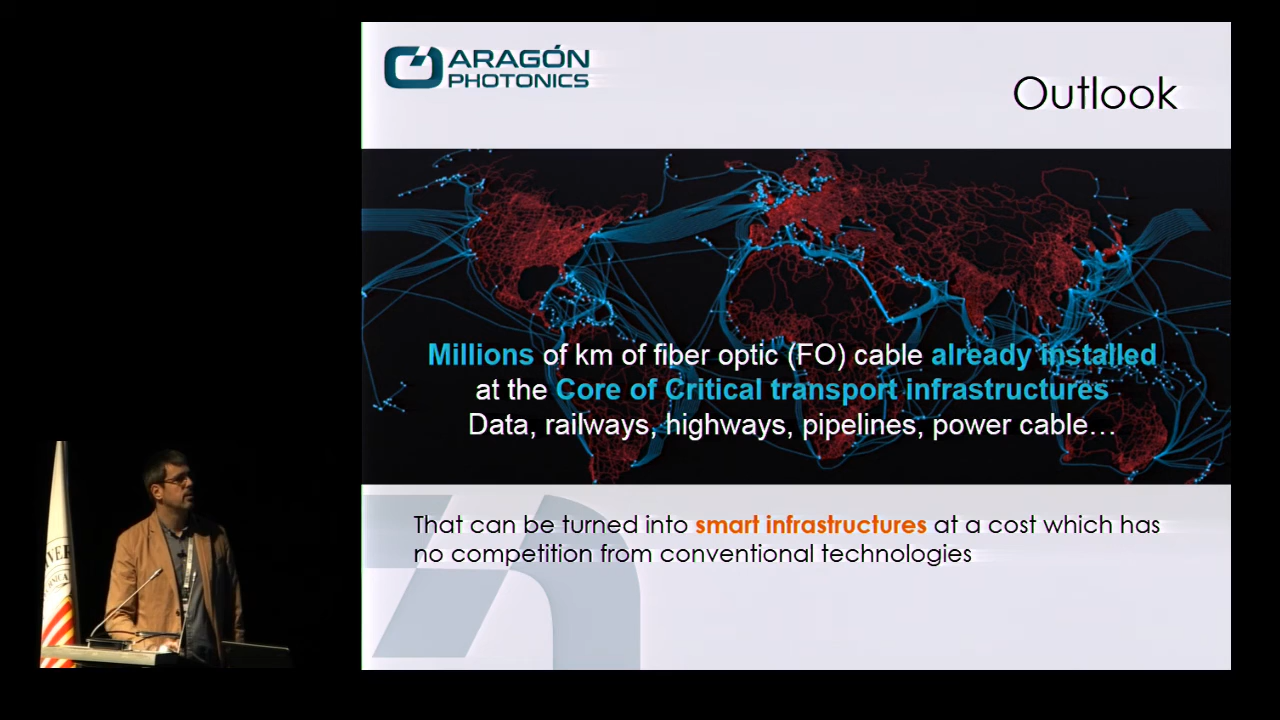 ARAGÓN
PHOTONICS
Outlook
Millions of km of fiber optic (FO) cable already installed
at the Core of Critical transport infrastructures
Data, railways, highways, pipelines, power cable…
That can be turned into smart infrastructures at a cost which has
no competition from conventional technologies